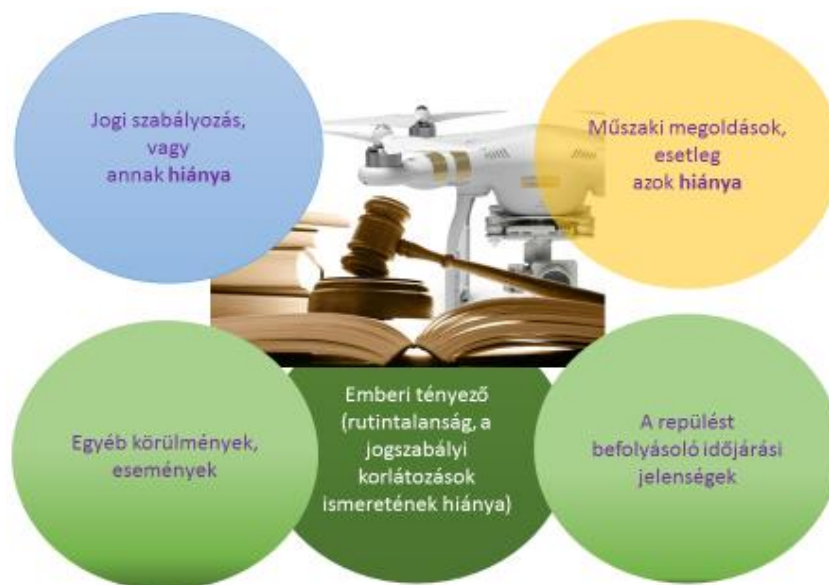 Jogi szabályozás,
vagy
annak hiánya
Műszaki megoldások,
esetleg
azok hiánya
Egyéb körülmények,
események
Emberi tényező
(rutintalanság, a
jogszabályi
korlátozások
ismeretének hiánya)
A repülést
befolyásoló időjárási
jelenségek